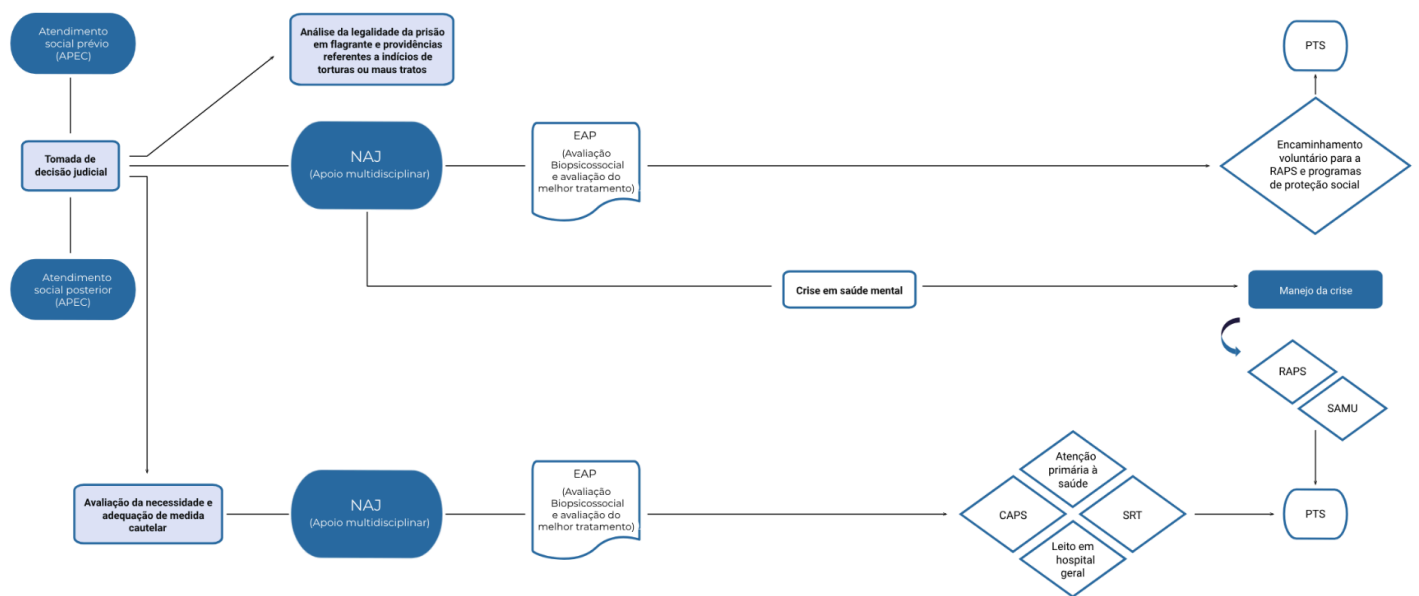 Atendimento
social prévio
(APEC)
Análise da legalidade da prisão
em flagrante e providências
referentes a indícios de
torturas ou maus tratos
PTS
Tomada de
decisão judicial
NAJ
(Apoio multidisciplinar)
EAP
(Avaliação
Biopsicossocial
e avaliação do
melhor tratamento)
Encaminhamento
voluntário para a
RAPS e programas
de proteção social
Atendimento
social posterior
(APEC)
Crise em saúde mental
Manejo da crise
RAPS
SAMU
Avaliação da necessidade e
adequação de medida
cautelar
NAJ
(Apoio multidisciplinar)
EAP
(Avaliação
Biopsicossocial
e avaliação do
melhor tratamento)
Atenção
primária à
saúde
CAPS
SRT
Leito em
hospital
geral
PTS